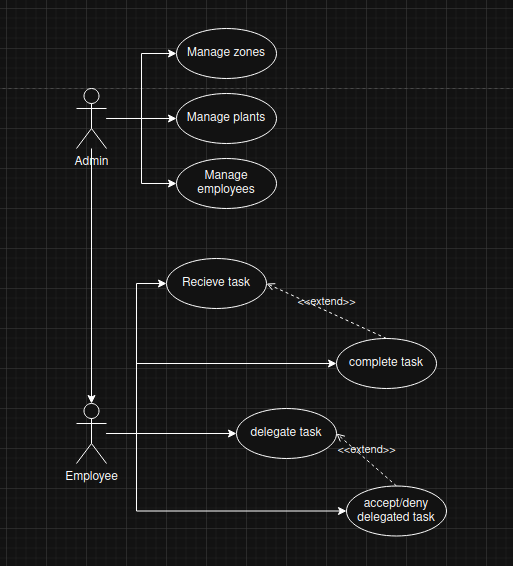 Manage zones
Manage plants
Admin
Manage
employees
Recieve task
<<extend>>
complete task
delegate task
<<extend>>
Employee
accept/deny
delegated task